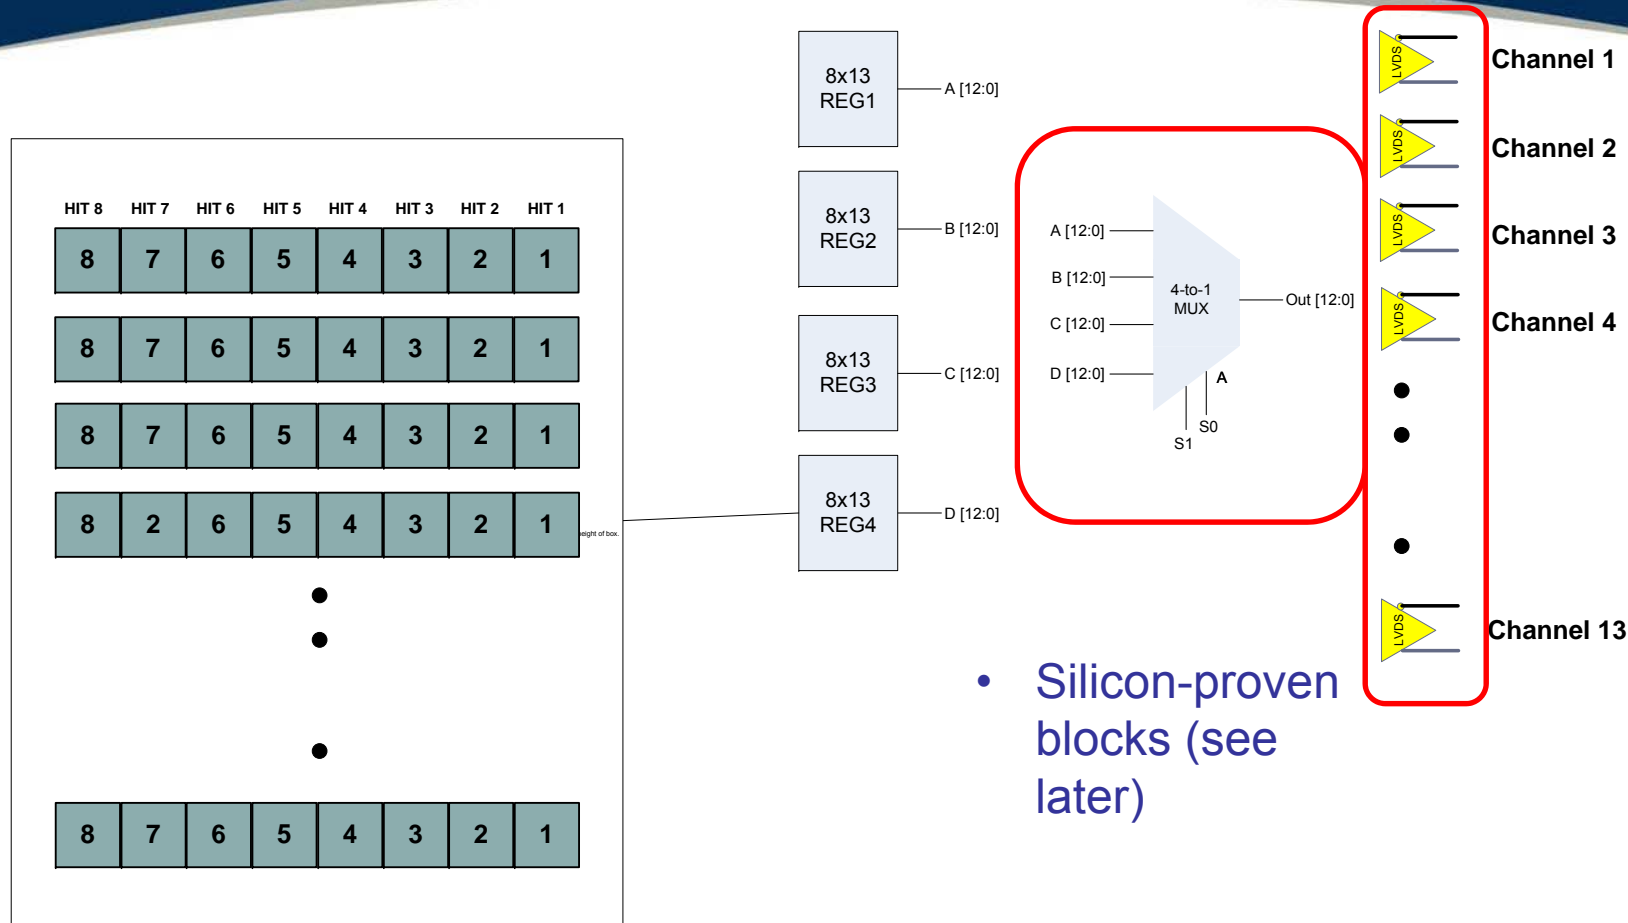 HIT 8 HIT 7 HIT 6 HIT 5 HIT 4 HIT 3 HIT 2 HIT 1
8 7 6 5 4 3 2 1
8 7 6 5 4 3 2 1
8 7 6 5 4 3 2 1
8 2 6 5 4 3 2 1
height of box.
8 7 6 5 4 3 2 1
8x13
REG1
A [12:0]
8x13
REG2
B [12:0]
8x13
REG3
C [12:0]
8x13
REG4
D [12:0]
A [12:0]
B [12:0]
C [12:0]
D [12:0]
4-to-1
MUX
Out [12:0]
A
S0
S1
LVDS
Channel 1
LVDS
Channel 2
LVDS
Channel 3
LVDS
Channel 4
LVDS
Channel 13
• Silicon-proven
blocks (see
later)